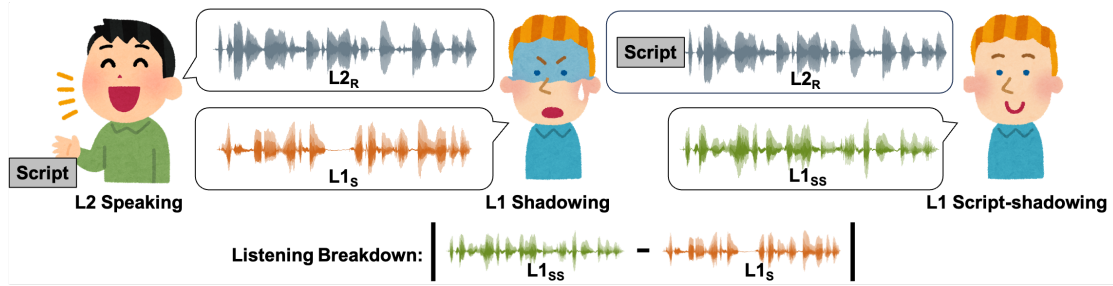 L2R
Script
L2R
L1S
L1SS
Script
L2 Speaking
L1 Shadowing
L1 Script-shadowing
Listening Breakdown: | L1SS - L1S |